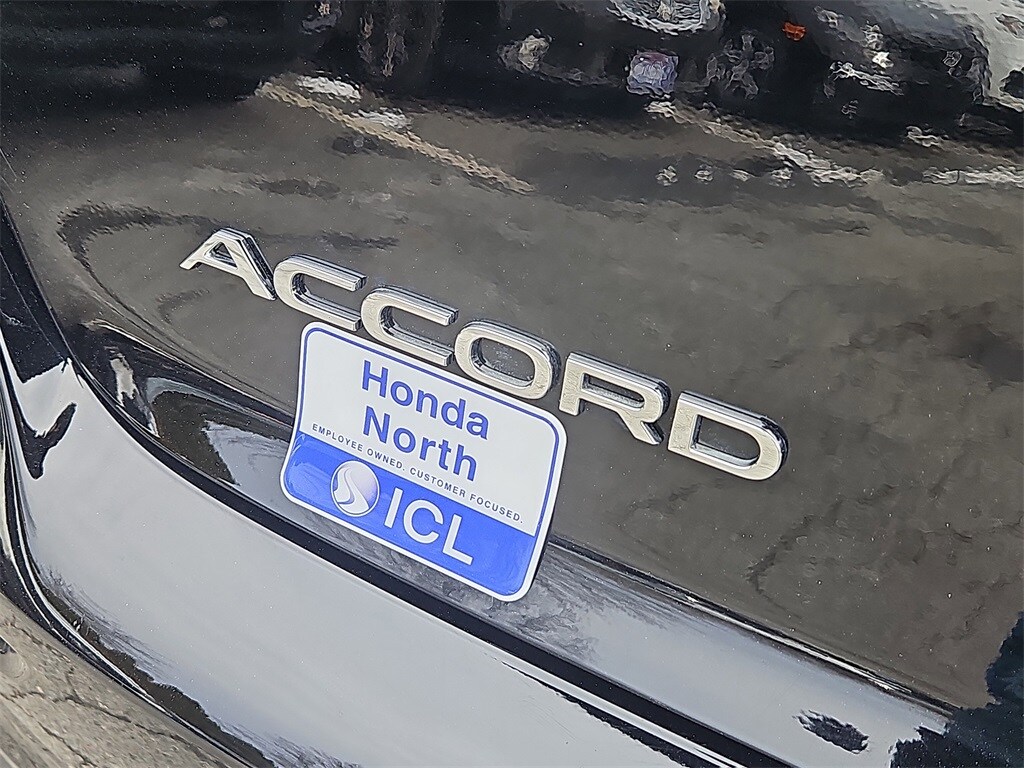 ACCORD
Honda
North
EMPLOYEE OWNED. CUSTOMER FOCUSED.
ICL